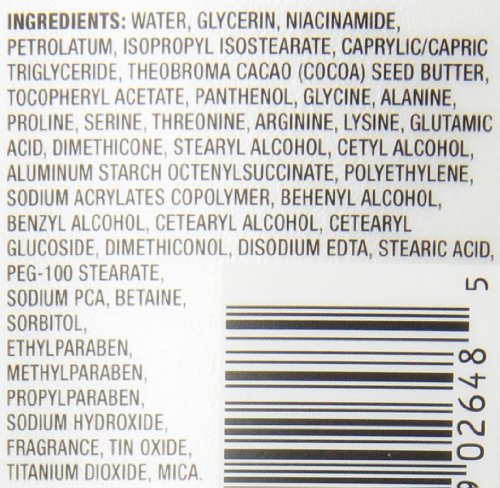 INGREDIENTS: WATER, GLYCERIN, NIACINAMIDE,
PETROLATUM, ISOPROPYL ISOSTEARATE, CAPRYLIC/CAPRIC
TRIGLYCERIDE, THEOBROMA CACAO (COCOA) SEED BUTTER,
TOCOPHERYL ACETATE, PANTHENOL, GLYCINE, ALANINE,
PROLINE, SERINE, THREONINE, ARGININE, LYSINE, GLUTAMIC
ACID, DIMETHICONE, STEARYL ALCOHOL, CETYL ALCOHOL,
ALUMINUM STARCH OCTENYLSUCCINATE, POLYETHYLENE,
SODIUM ACRYLATES COPOLYMER, BEHENYL ALCOHOL,
BENZYL ALCOHOL, CETEARYL ALCOHOL, CETEARYL
GLUCOSIDE, DIMETHICONOL, DISODIUM EDTA, STEARIC ACID,
PEG-100 STEARATE,
SODIUM PCA, BETAINE,
SORBITOL,
ETHYLPARABEN,
METHYLPARABEN,
PROPYLPARABEN,
SODIUM HYDROXIDE,
FRAGRANCE, TIN OXIDE,
TITANIUM DIOXIDE, MICA.
5
02648